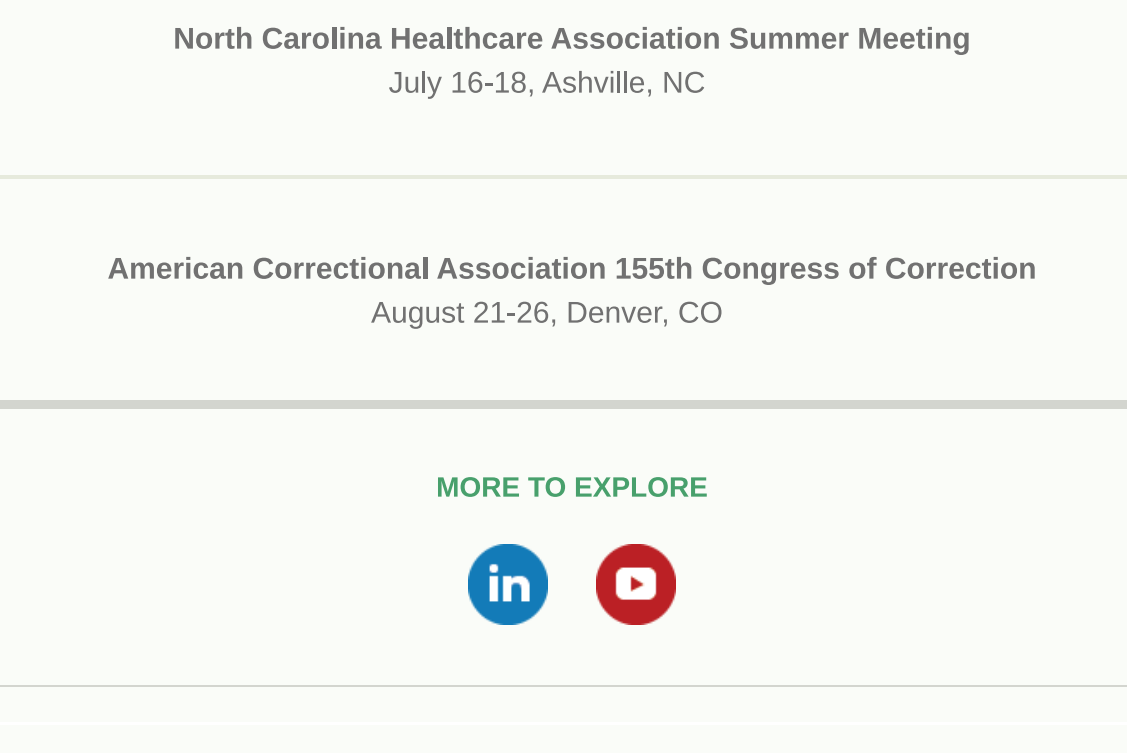 North Carolina Healthcare Association Summer Meeting
July 16-18, Ashville, NC
American Correctional Association 155th Congress of Correction
August 21-26, Denver, CO
MORE TO EXPLORE
in